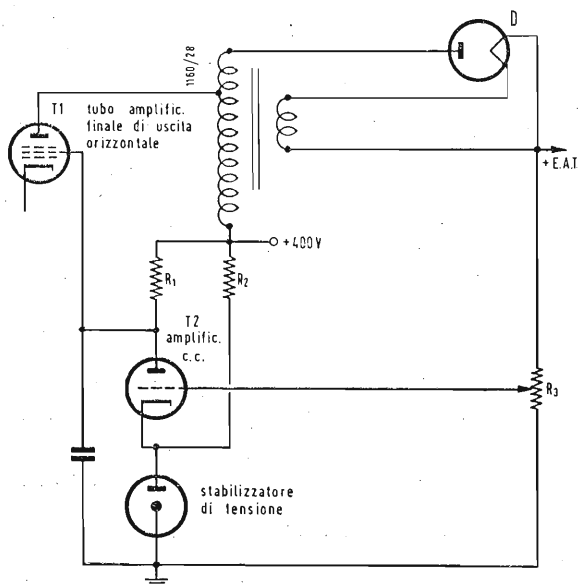 D
1160/28
T1 tubo amplific.
finale di uscita
orizzontale
+ E.A.T.
+400V
R1
R2
T2
amplific.
c.c.
R3
stabilizzatore
di tensione